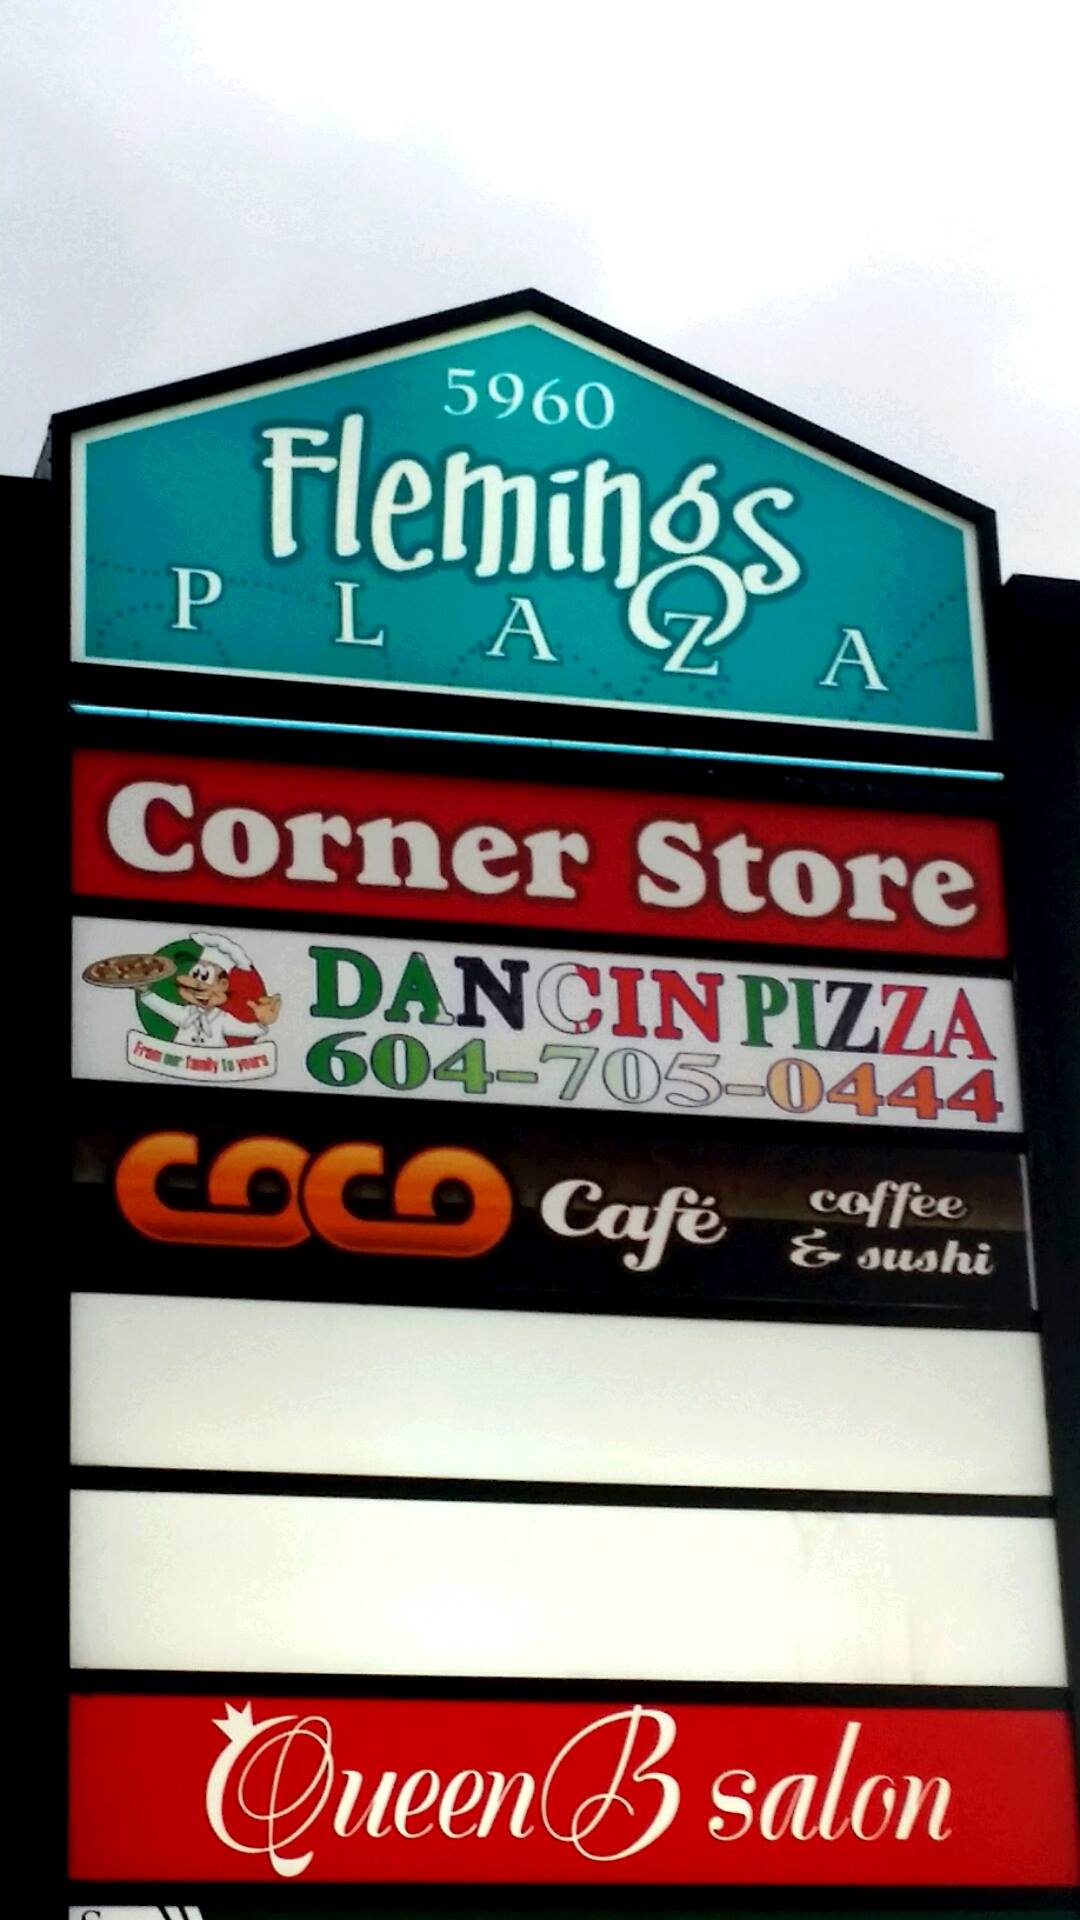 5960
Flemings
PLAZA
Corner Store
DANCIN PIZZA
From our family to yours
604-705-0444
COCO Café coffee
& sushi
Queen B salon